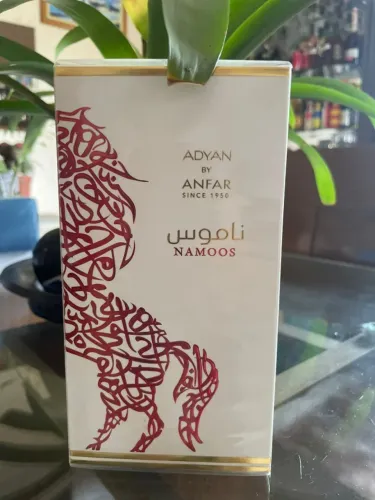 ADYAN
BY
ANFAR
SINCE 1950
ناموس
NAMOOS